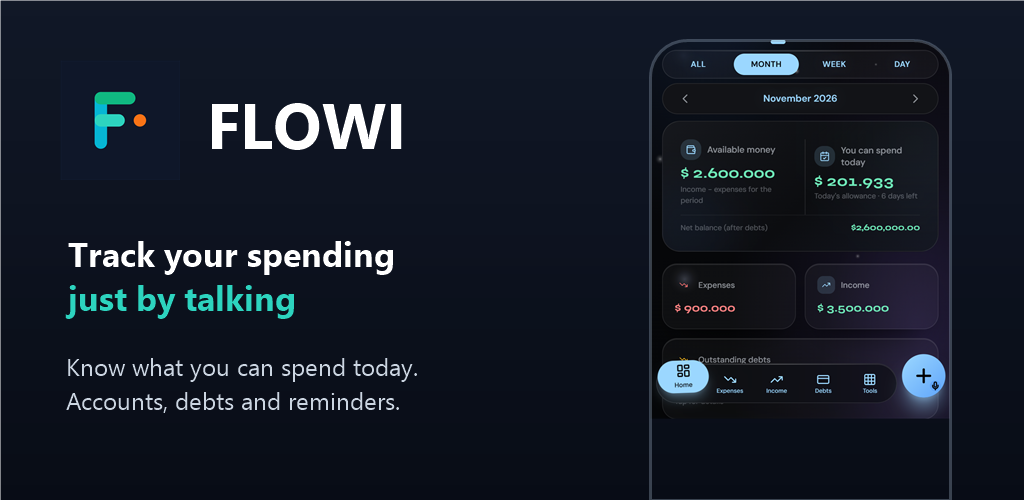 FLOWI
Track your spending
just by talking
Know what you can spend today.
Accounts, debts and reminders.
ALL MONTH WEEK DAY
November 2026
Available money
$ 2.600.000
Income – expenses for the
period
You can spend
today
$ 201.933
Today's allowance · 6 days left
Net balance (after debts) $2,600,000.00
Expenses
$ 900.000
Income
$ 3.500.000
Outstanding debts
Home Expenses Income Debts Tools